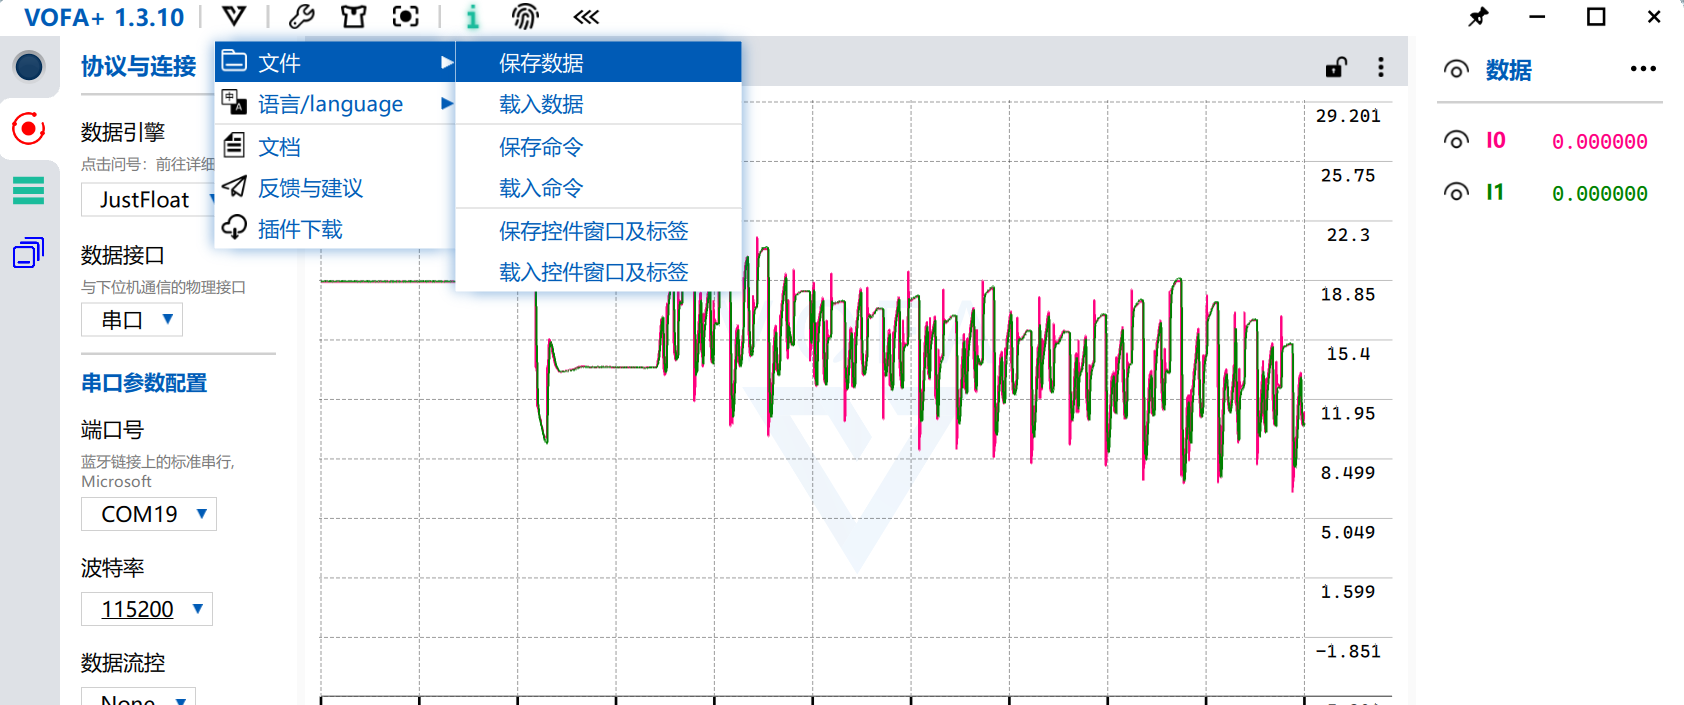 VOFA+ 1.3.10
协议与连接
数据引擎
点击问号：前往详细
JustFloat
数据接口
与下位机通信的物理接口
串口
串口参数配置
端口号
蓝牙链接上的标准串行,
Microsoft
COM19
波特率
115200
数据流控
None
文件
语言/language
文档
反馈与建议
插件下载
保存数据
载入数据
保存命令
载入命令
保存控件窗口及标签
载入控件窗口及标签
29.201
25.75
22.3
18.85
15.4
11.95
8.499
5.049
1.599
-1.851
数据
I0 0.000000
I1 0.000000